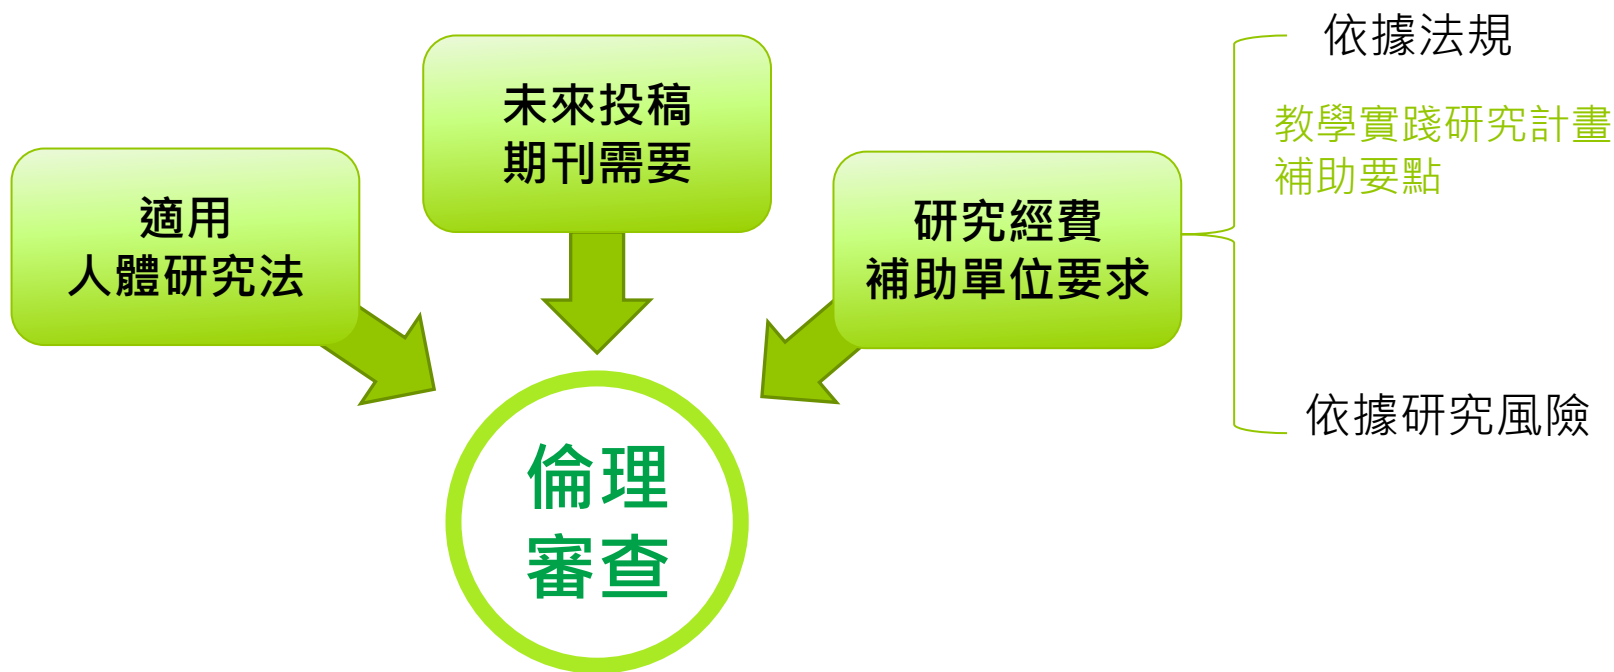 適用
人體研究法
未來投稿
期刊需要
研究經費
補助單位要求
依據法規
教學實踐研究計畫
補助要點
依據研究風險
倫理
審查